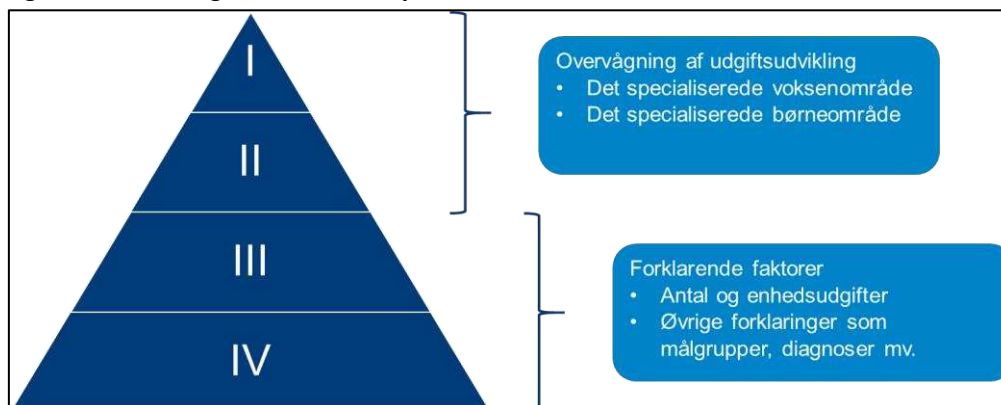 I
II
III
IV
Overvågning af udgiftsudvikling
• Det specialiserede voksenområde
• Det specialiserede børneområde
Forklarende faktorer
• Antal og enhedsudgifter
• Øvrige forklaringer som
målgrupper, diagnoser mv.